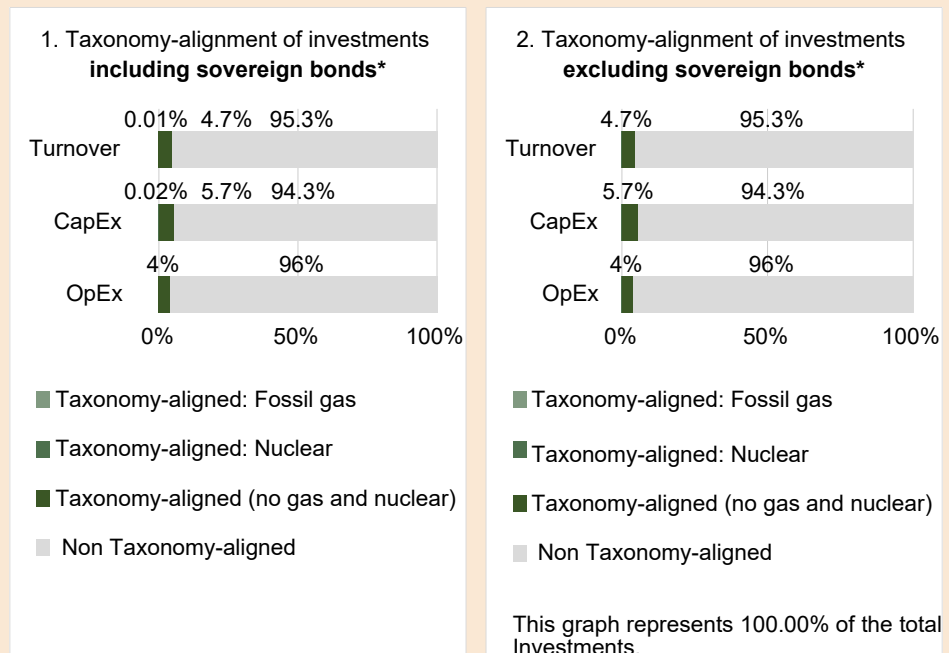 1. Taxonomy-alignment of investments
including sovereign bonds*
0.01% 4.7% 95.3%
Turnover
0.02% 5.7% 94.3%
CapEx
4% 96%
OpEx
0% 50% 100%
Taxonomy-aligned: Fossil gas
Taxonomy-aligned: Nuclear
Taxonomy-aligned (no gas and nuclear)
Non Taxonomy-aligned
2. Taxonomy-alignment of investments
excluding sovereign bonds*
4.7% 95.3%
Turnover
5.7% 94.3%
CapEx
4% 96%
OpEx
0% 50% 100%
Taxonomy-aligned: Fossil gas
Taxonomy-aligned: Nuclear
Taxonomy-aligned (no gas and nuclear)
Non Taxonomy-aligned
This graph represents 100.00% of the total
Investments.